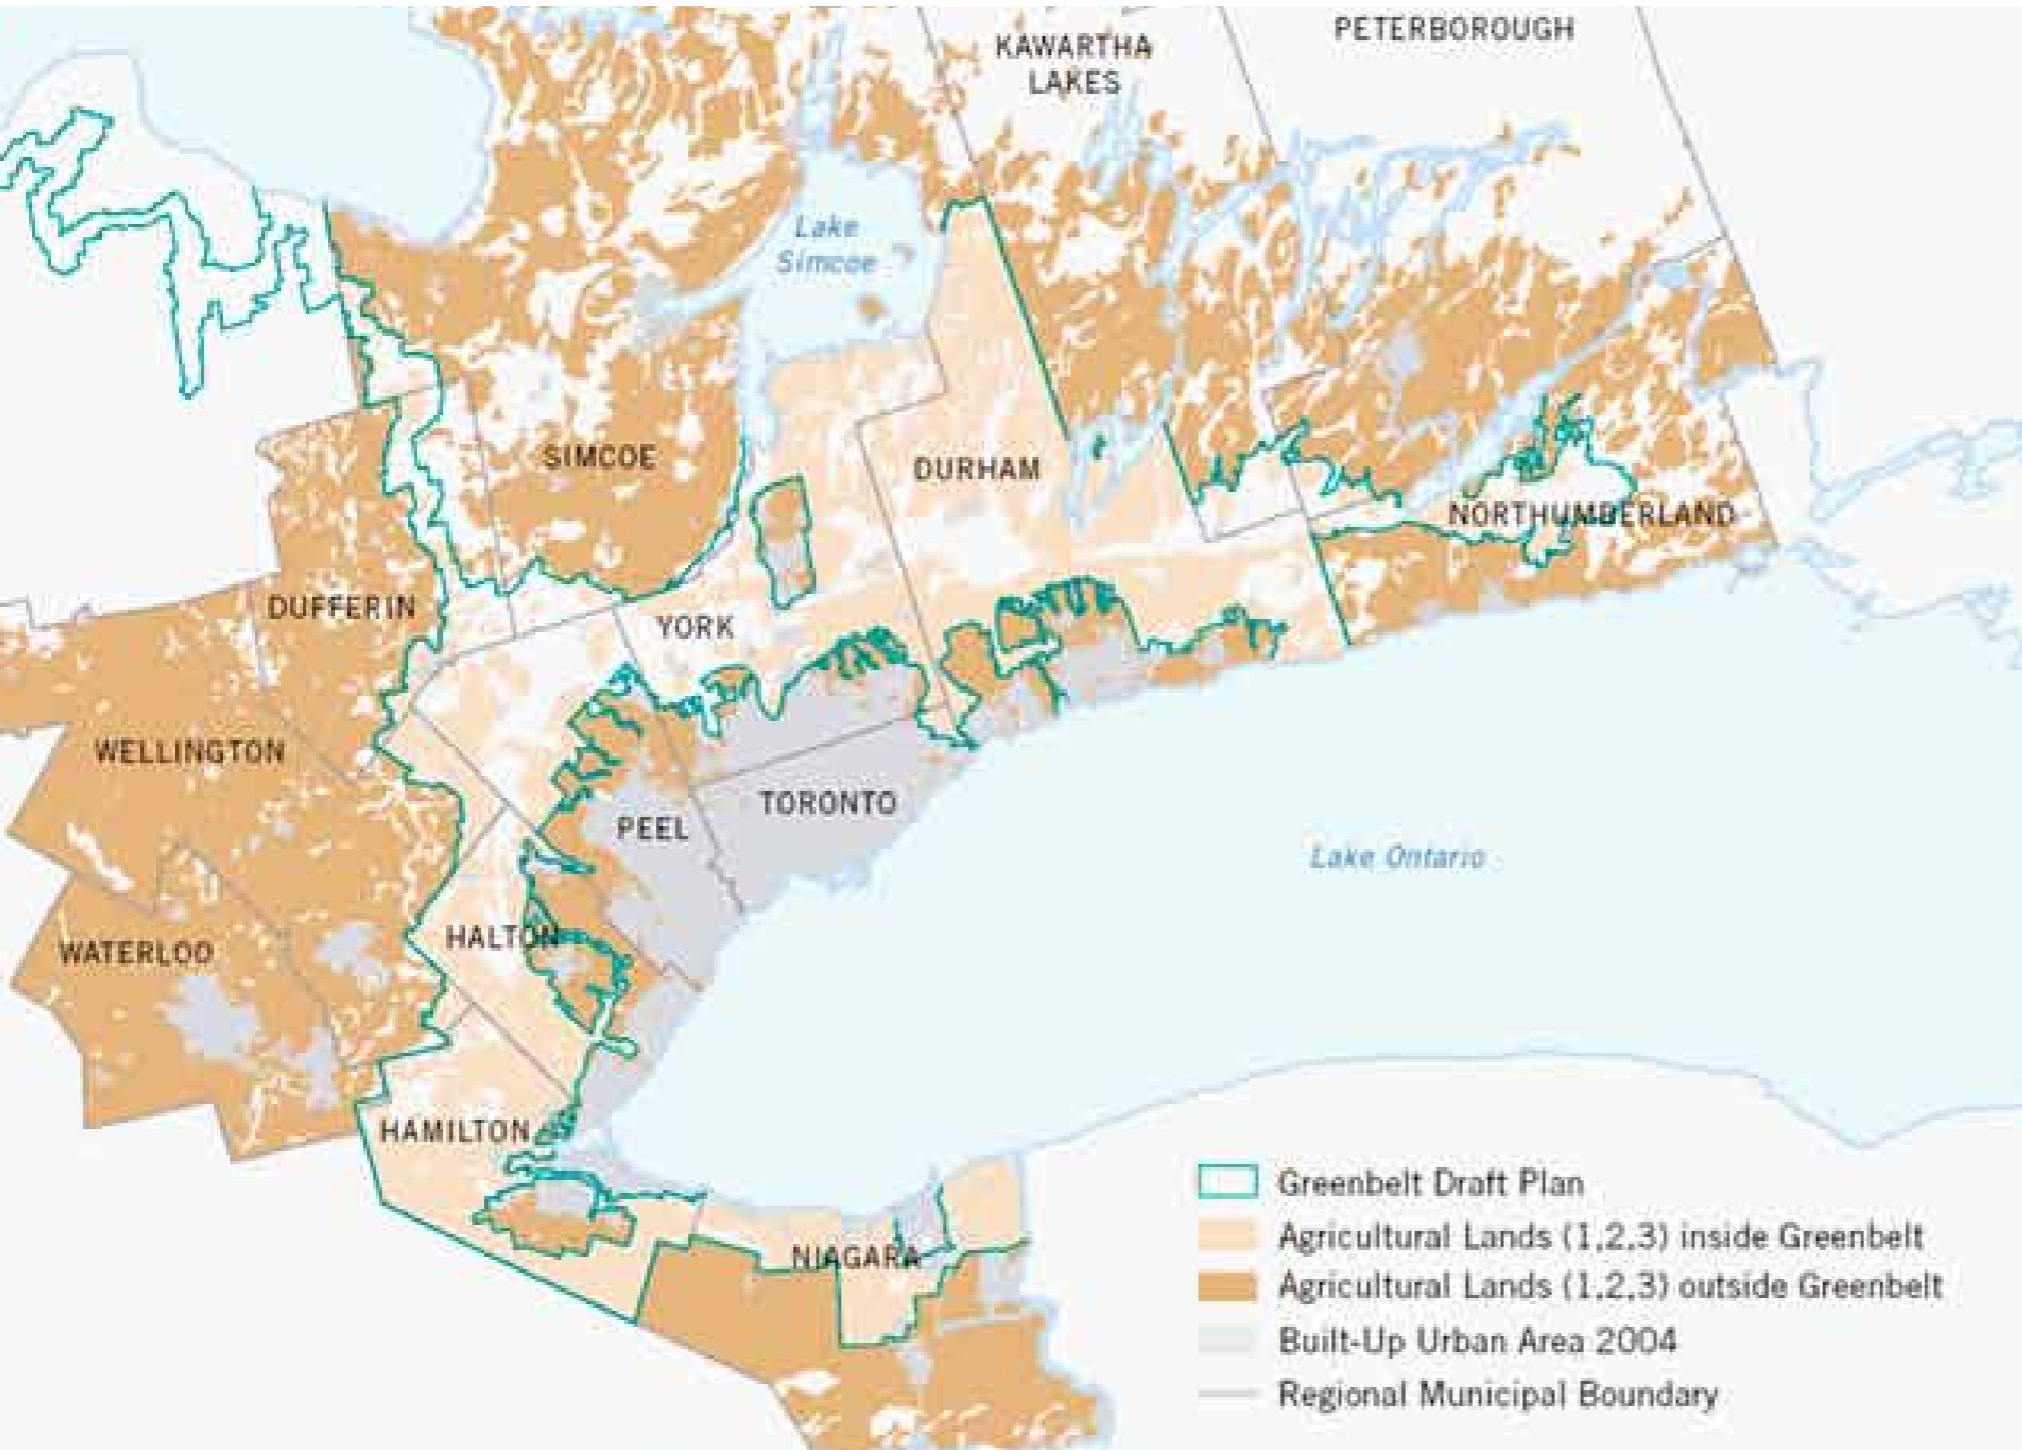 KAWARTHA
LAKES
PETERBOROUGH
Lake
Simcoe
SIMCOE
DURHAM
NORTHUMBERLAND
DUFFERIN
YORK
WELLINGTON
TORONTO
PEEL
Lake Ontario
HALTON
WATERLOO
HAMILTON
NIAGARA
Greenbelt Draft Plan
Agricultural Lands (1,2,3) inside Greenbelt
Agricultural Lands (1,2,3) outside Greenbelt
Built-Up Urban Area 2004
Regional Municipal Boundary